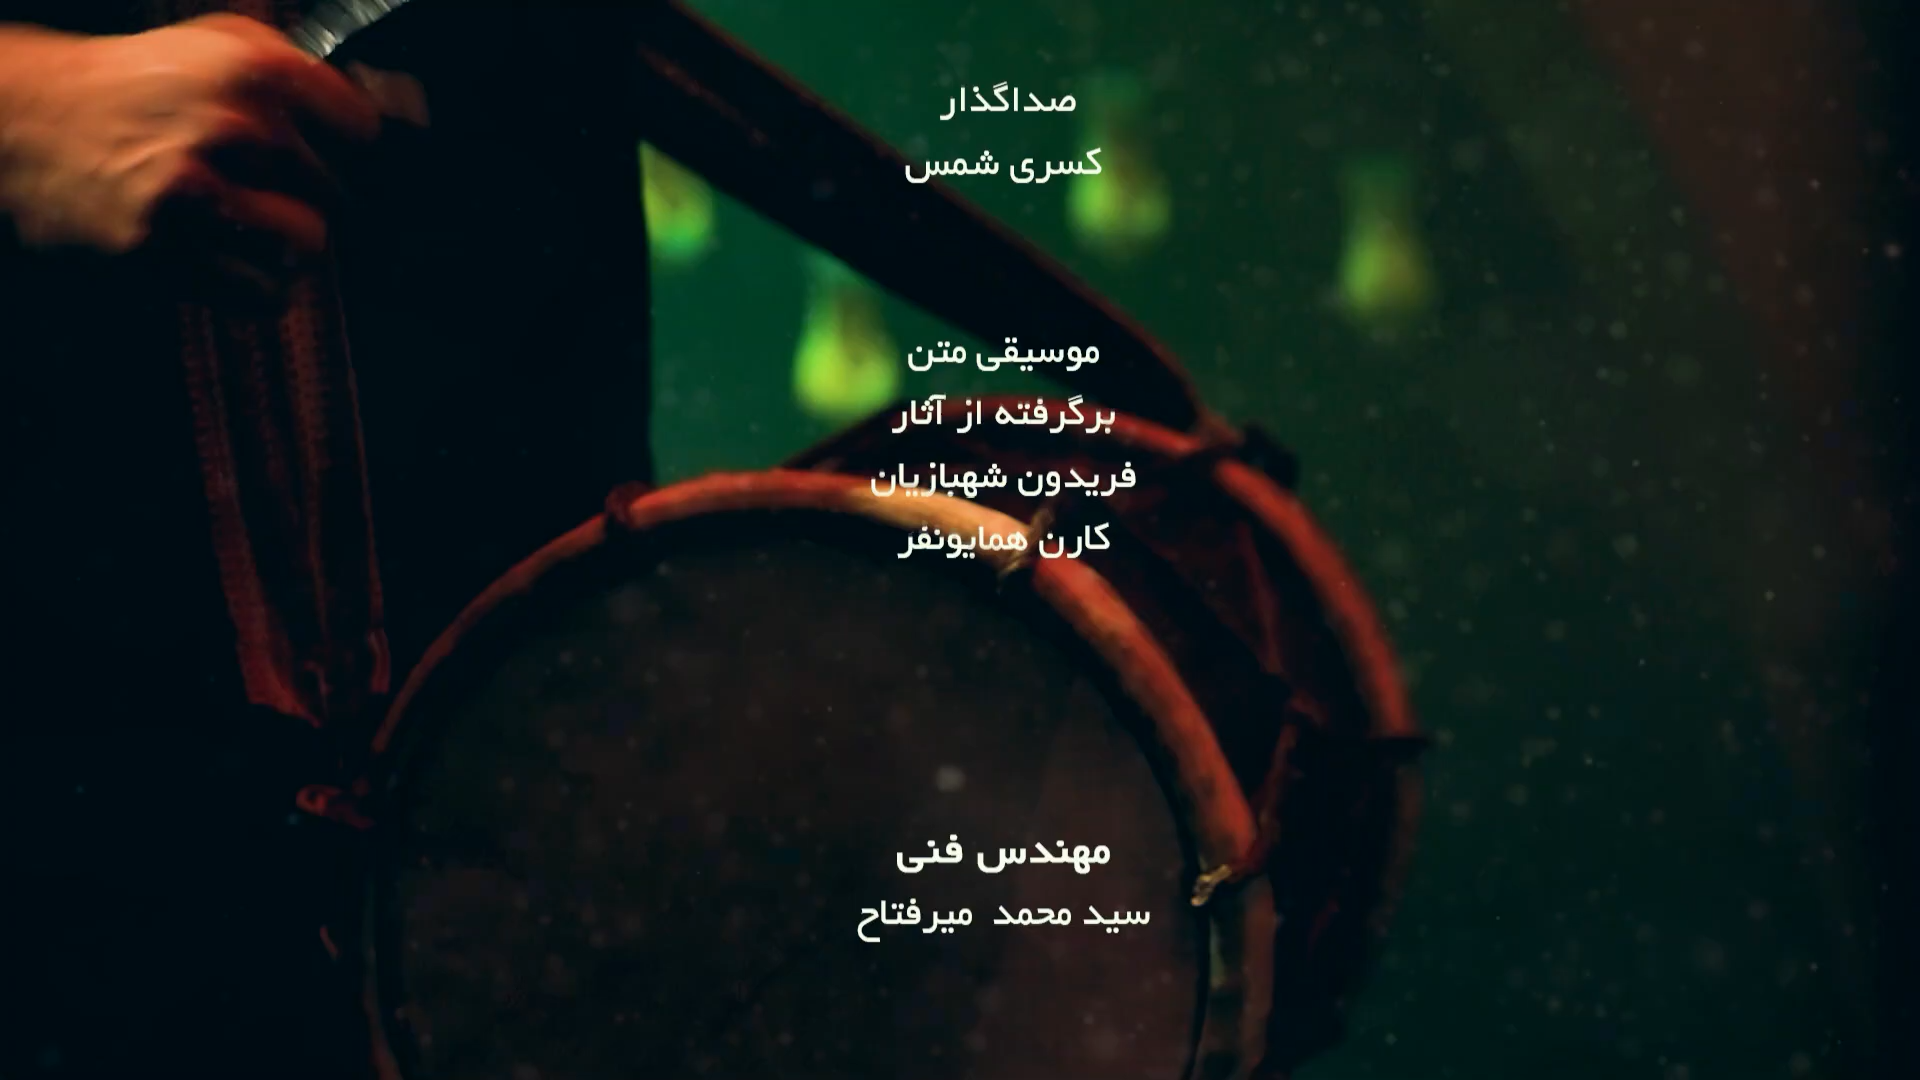 صداگذار
کسری شمس
موسیقی متن
برگرفته از آثار
فریدون شهبازیان
کارن همایونفر
مهندس فنی
سید محمد میرفتاح